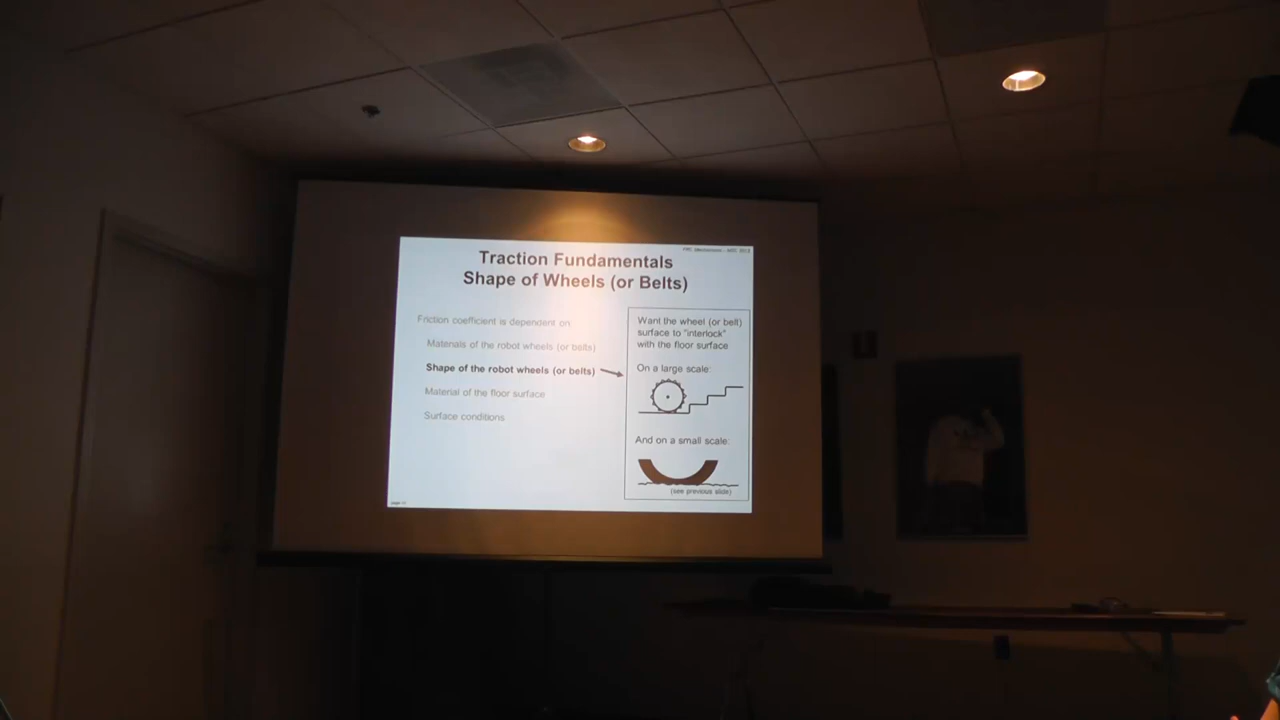 Traction Fundamentals
Shape of Wheels (or Belts)
Friction coefficient is dependent on:
Materials of the robot wheels (or belts)
Shape of the robot wheels (or belts)
Material of the floor surface
Surface conditions
Want the wheel (or belt)
surface to "interlock"
with the floor surface
On a large scale:
And on a small scale:
(see previous slide)